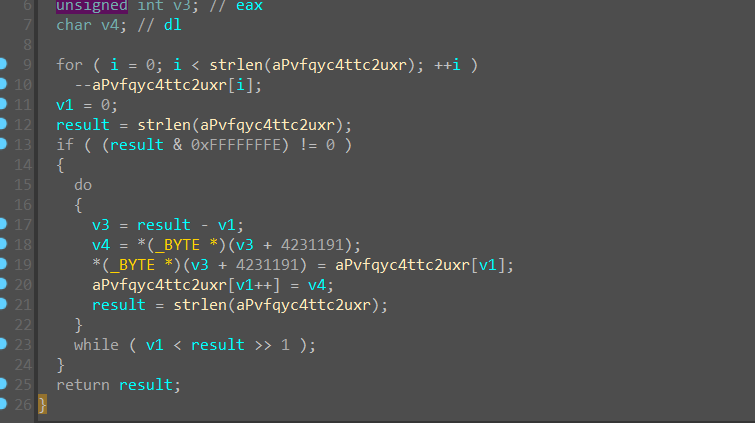 6 unsigned int v3; // eax
7 char v4; // dl
8
9 for ( i = 0; i < strlen(aPvfqyc4ttc2uxr); ++i )
10 --aPvfqyc4ttc2uxr[i];
11 v1 = 0;
12 result = strlen(aPvfqyc4ttc2uxr);
13 if ( (result & 0xFFFFFFFE) != 0 )
14 {
15 do
16 {
17 v3 = result - v1;
18 v4 = *(_BYTE *)(v3 + 4231191);
19 *(_BYTE *)(v3 + 4231191) = aPvfqyc4ttc2uxr[v1];
20 aPvfqyc4ttc2uxr[v1++] = v4;
21 result = strlen(aPvfqyc4ttc2uxr);
22 }
23 while ( v1 < result >> 1 );
24 }
25 return result;
26 }